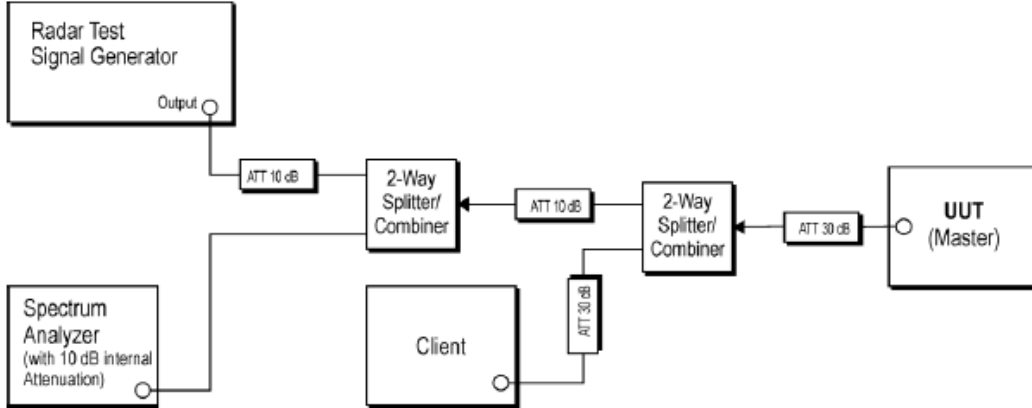 Radar Test
Signal Generator
Output
ATT 10 dB
2-Way
Splitter/
Combiner
ATT 10 dB
2-Way
Splitter/
Combiner
ATT 30 dB
UUT
(Master)
Spectrum
Analyzer
(with 10 dB internal
Attenuation)
Client
ATT 30 dB